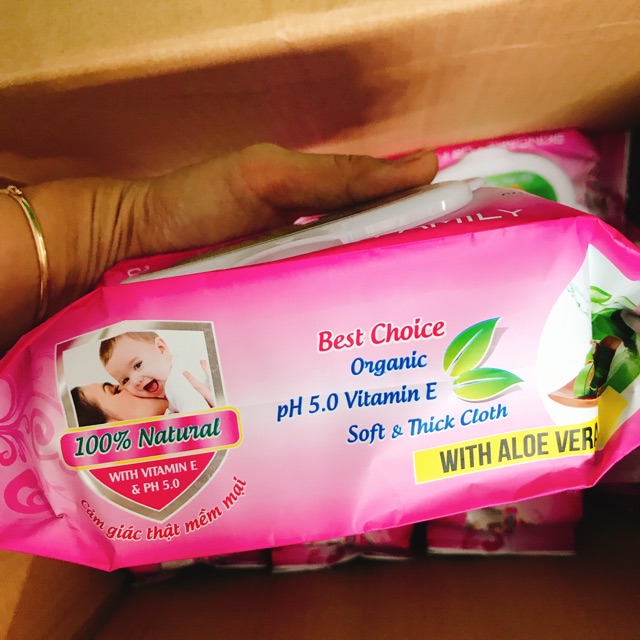 FAMILY
Best Choice
Organic
pH 5.0 Vitamin E
Soft & Thick Cloth
WITH ALOE VERA
100% Natural
WITH VITAMIN E
& PH 5.0
cảm giác thật mềm mại